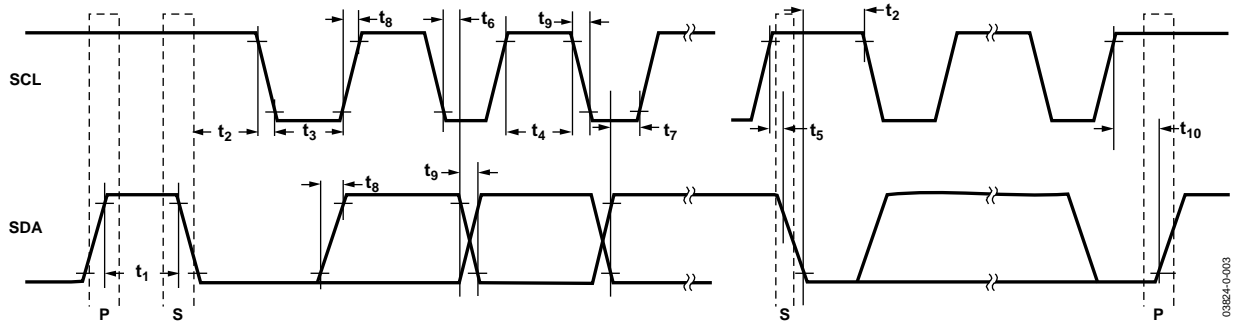 t8 t6 t9 t2
SCL
t2 t3 t4 t7 t5 t10
t9
t8
SDA
t1
P S S P
03824-0-003